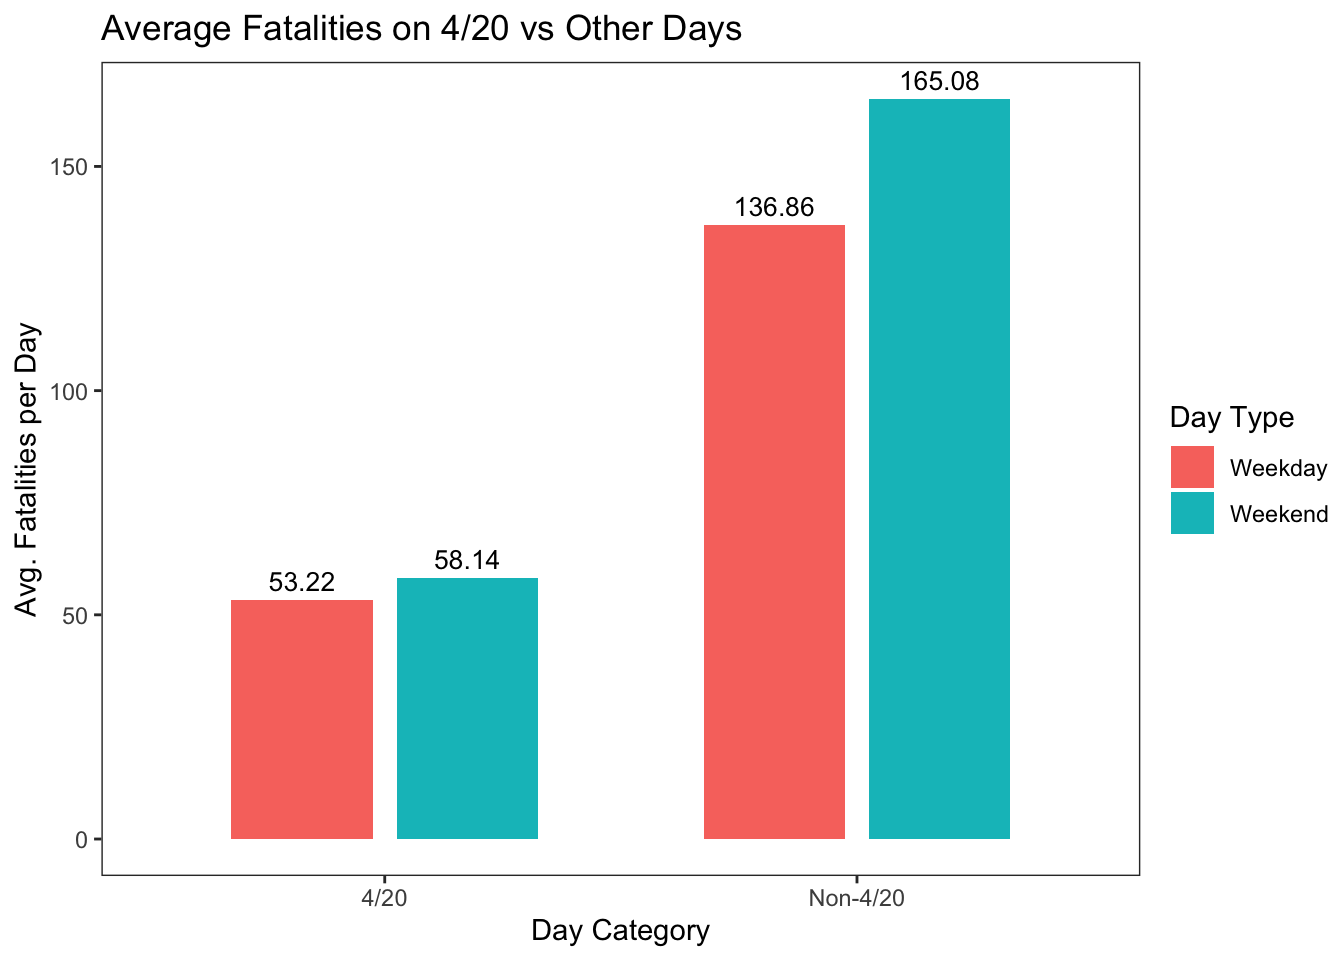 Average Fatalities on 4/20 vs Other Days
165.08
136.86
58.14
53.22
150
100
50
0
Avg. Fatalities per Day
4/20
Non-4/20
Day Category
Day Type
Weekday
Weekend